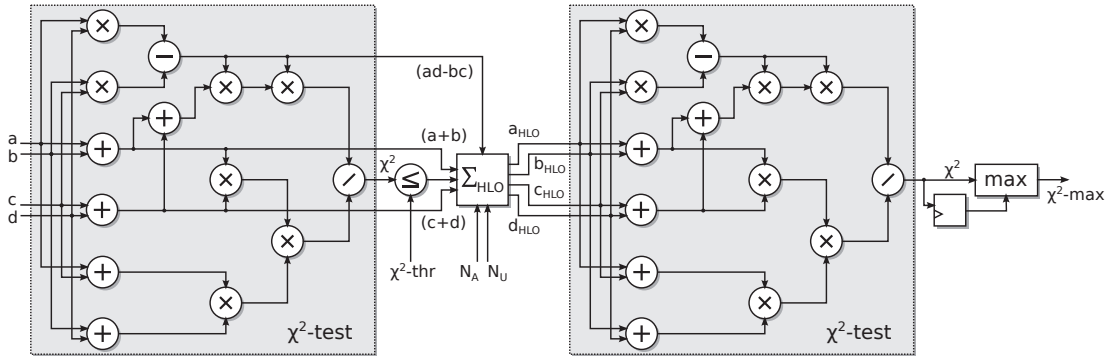 a
b
c
d
(ad-bc)
(a+b)
(c+d)
χ²
≤
χ²-thr
Σ_HLO
N_A N_U
χ²-test
a_HLO
b_HLO
c_HLO
d_HLO
χ²-test
χ²
max
χ²-max